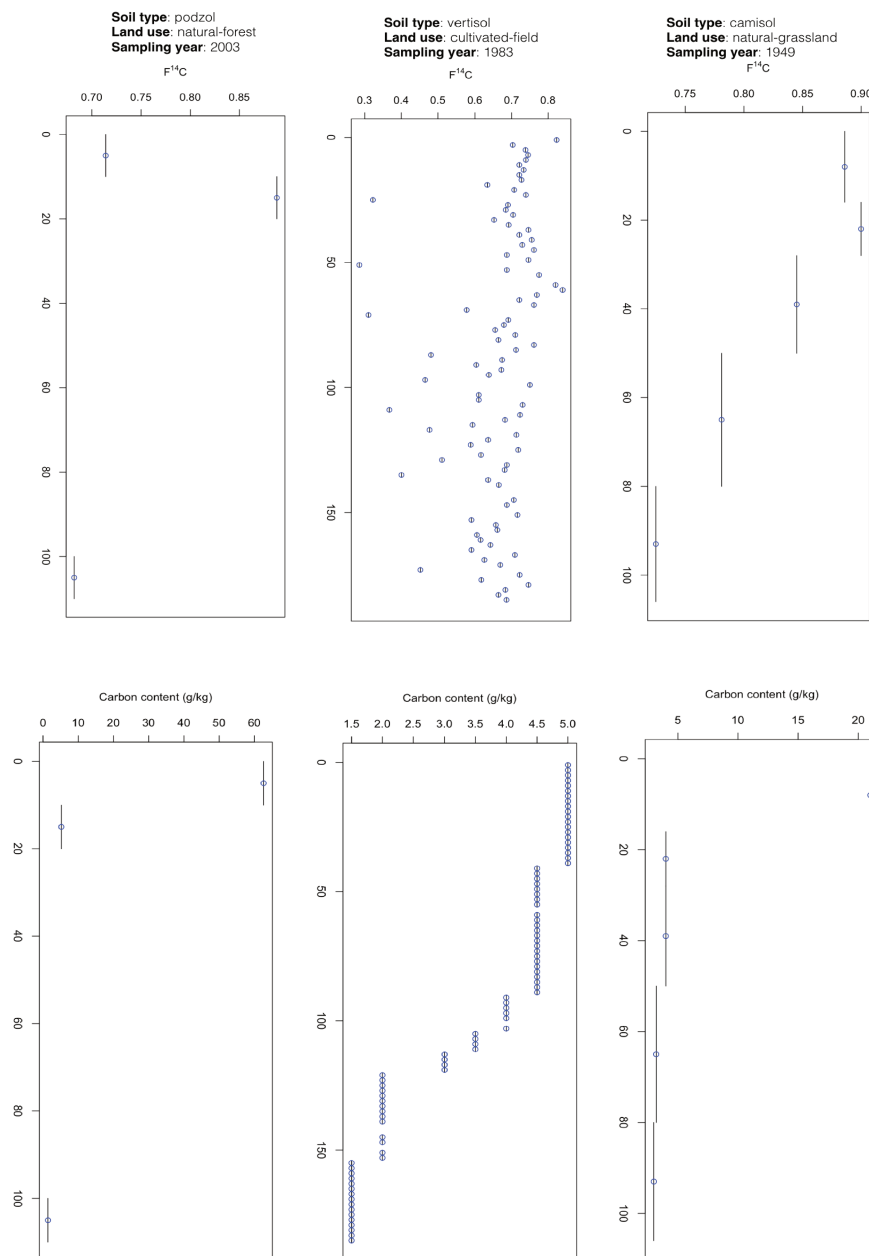 Soil type: podzol
Land use: natural-forest
Sampling year: 2003
F14C
0.70 0.75 0.80 0.85
0
20
40
60
80
100
Soil type: vertisol
Land use: cultivated-field
Sampling year: 1983
F14C
0.3 0.4 0.5 0.6 0.7 0.8
0
50
100
150
Soil type: camisol
Land use: natural-grassland
Sampling year: 1949
F14C
0.75 0.80 0.85 0.90
0
20
40
60
80
100
Carbon content (g/kg)
0 10 20 30 40 50 60
0
20
40
60
80
100
Carbon content (g/kg)
1.5 2.0 2.5 3.0 3.5 4.0 4.5 5.0
0
50
100
150
Carbon content (g/kg)
5 10 15 20
0
20
40
60
80
100